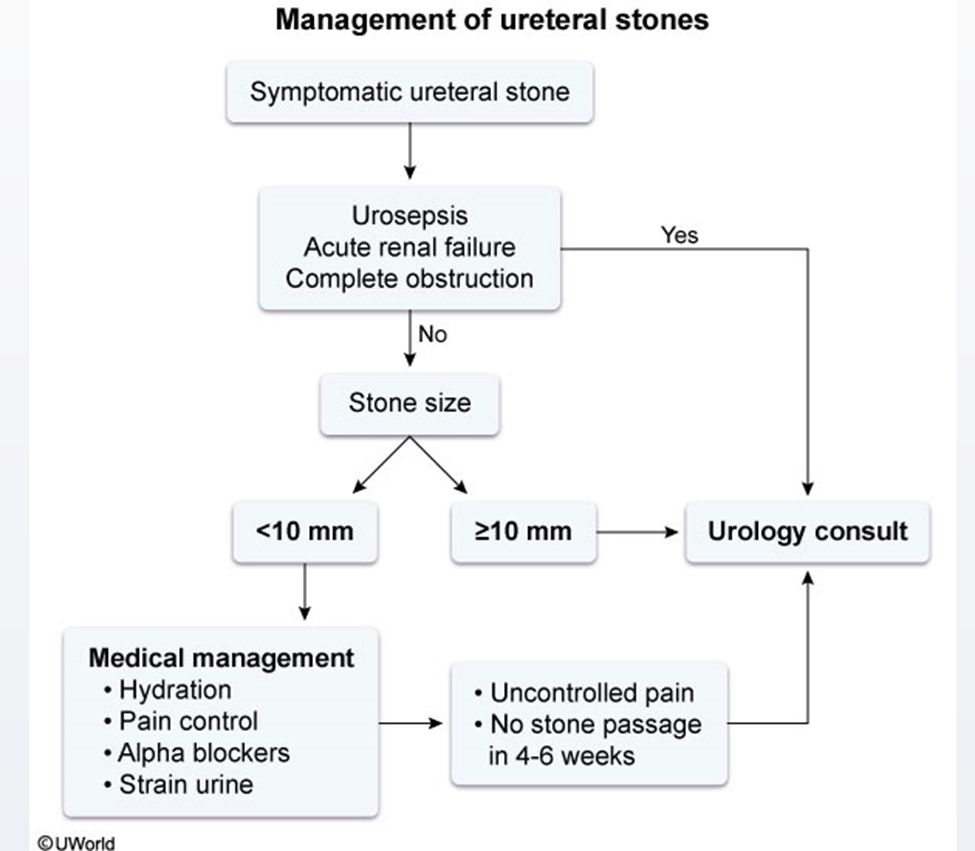 Management of ureteral stones
Symptomatic ureteral stone
Urosepsis
Acute renal failure
Complete obstruction
Yes
No
Stone size
<10 mm
≥10 mm
Urology consult
Medical management
• Hydration
• Pain control
• Alpha blockers
• Strain urine
• Uncontrolled pain
• No stone passage
in 4-6 weeks
©UWorld